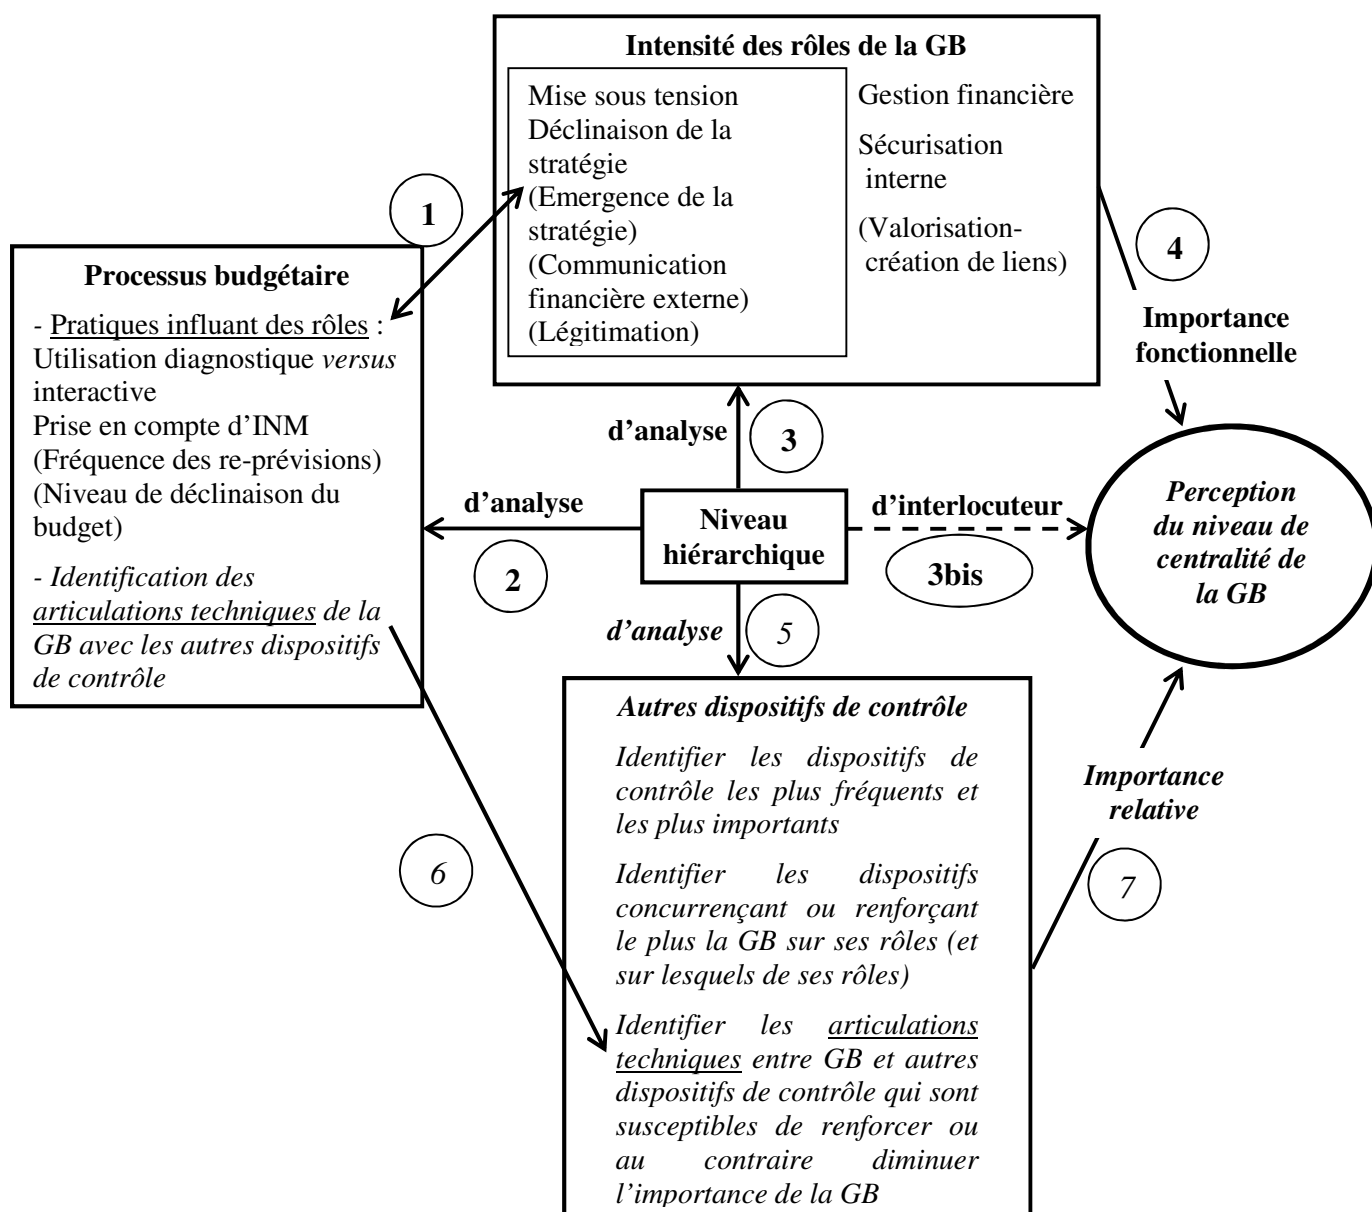 Intensité des rôles de la GB
Mise sous tension
Déclinaison de la
stratégie
(Emergence de la
stratégie)
(Communication
financière externe)
(Légitimation)
Gestion financière
Sécurisation
interne
(Valorisation-
création de liens)
1
4
Processus budgétaire
- Pratiques influant des rôles :
Utilisation diagnostique versus
interactive
Prise en compte d’INM
(Fréquence des re-prévisions)
(Niveau de déclinaison du
budget)
- Identification des
articulations techniques de la
GB avec les autres dispositifs
de contrôle
Importance
fonctionnelle
d’analyse
3
d’analyse
2
Niveau
hiérarchique
d’interlocuteur
3bis
Perception
du niveau de
centralité de
la GB
d’analyse
5
Autres dispositifs de contrôle
Identifier les dispositifs de
contrôle les plus fréquents et
les plus importants
Identifier les dispositifs
concurrençant ou renforçant
le plus la GB sur ses rôles (et
sur lesquels de ses rôles)
Identifier les articulations
techniques entre GB et autres
dispositifs de contrôle qui sont
susceptibles de renforcer ou
au contraire diminuer
l’importance de la GB
6
Importance
relative
7